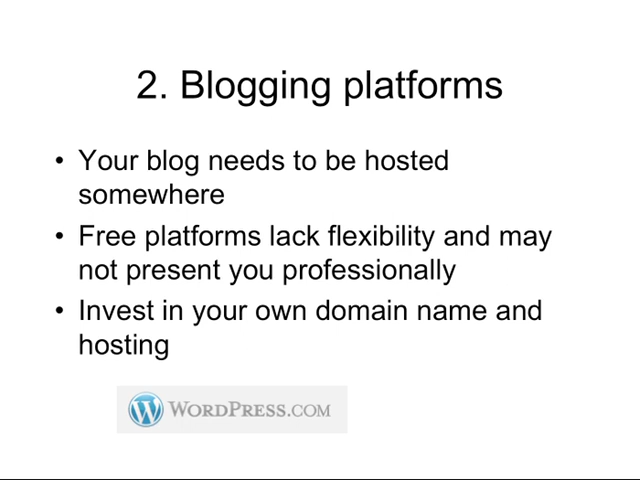 2. Blogging platforms
• Your blog needs to be hosted
somewhere
• Free platforms lack flexibility and may
not present you professionally
• Invest in your own domain name and
hosting
WORDPRESS.COM